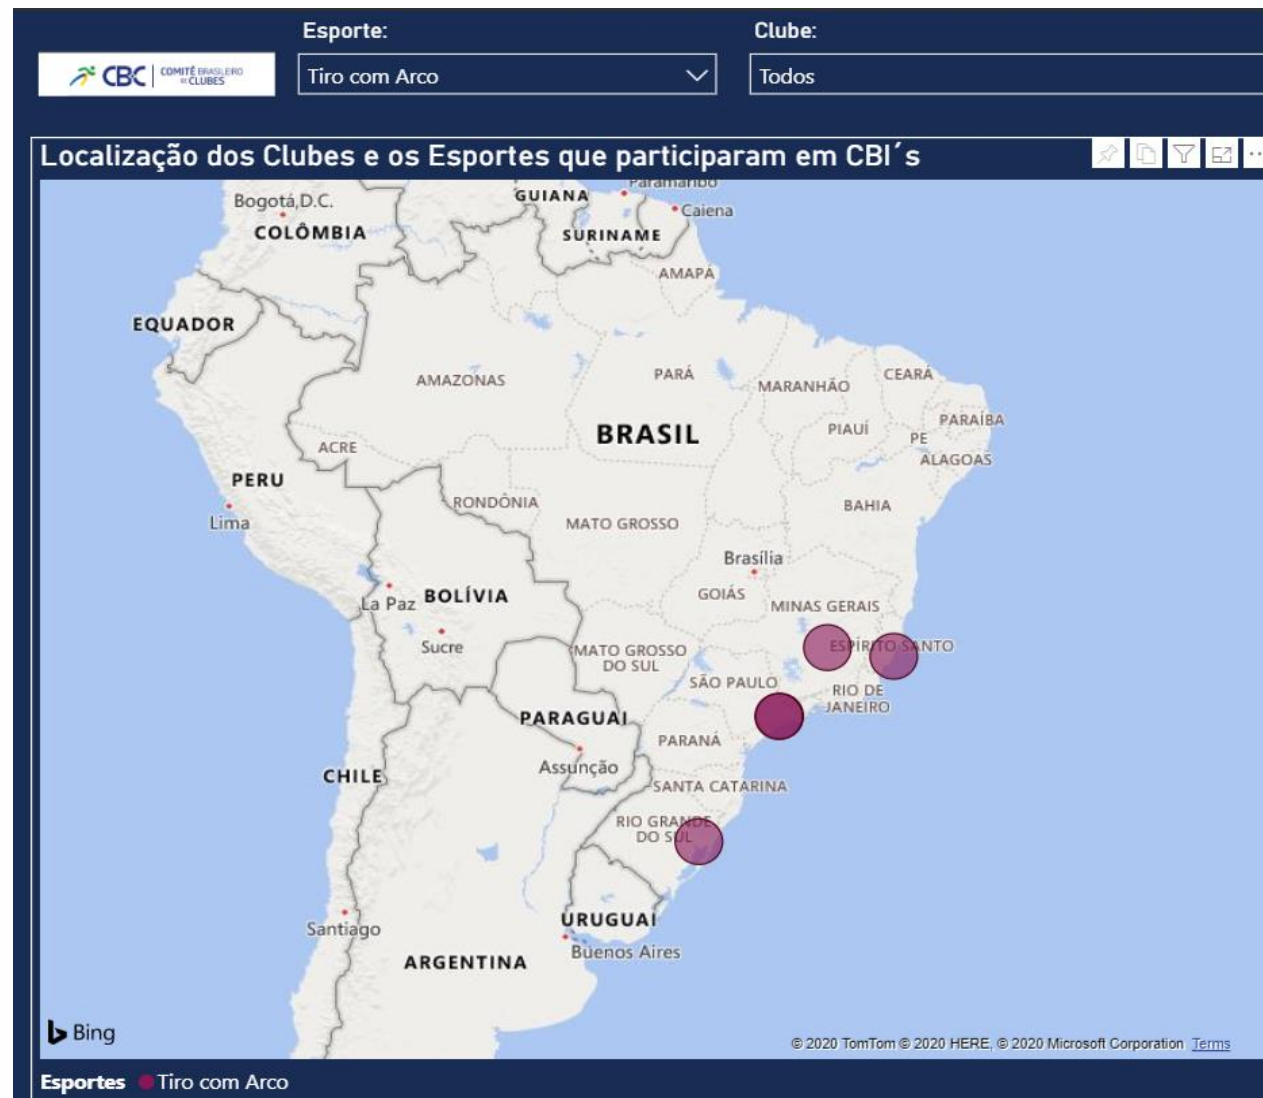 Esporte:
Clube:
CBC COMITÊ BRASILEIRO DE CLUBES
Tiro com Arco
Todos
Localização dos Clubes e os Esportes que participaram em CBI´s
Paramaribo
GUIANA
Bogotá,D.C.
Caiena
COLÔMBIA
SURINAME
AMAPÁ
EQUADOR
AMAZONAS
PARÁ
MARANHÃO
CEARÁ
PARAÍBA
BRASIL
PIAUÍ
PE
ACRE
ALAGOAS
PERU
RONDÔNIA
BAHIA
Lima
MATO GROSSO
Brasília
La Paz
BOLÍVIA
GOIÁS
MINAS GERAIS
Sucre
MATO GROSSO
DO SUL
ESPÍRITO SANTO
SÃO PAULO
RIO DE
JANEIRO
PARAGUAI
PARANÁ
Assunção
CHILE
SANTA CATARINA
RIO GRANDE
DO SUL
Santiago
URUGUAI
Buenos Aires
ARGENTINA
Bing
© 2020 TomTom © 2020 HERE, © 2020 Microsoft Corporation Terms
Esportes Tiro com Arco